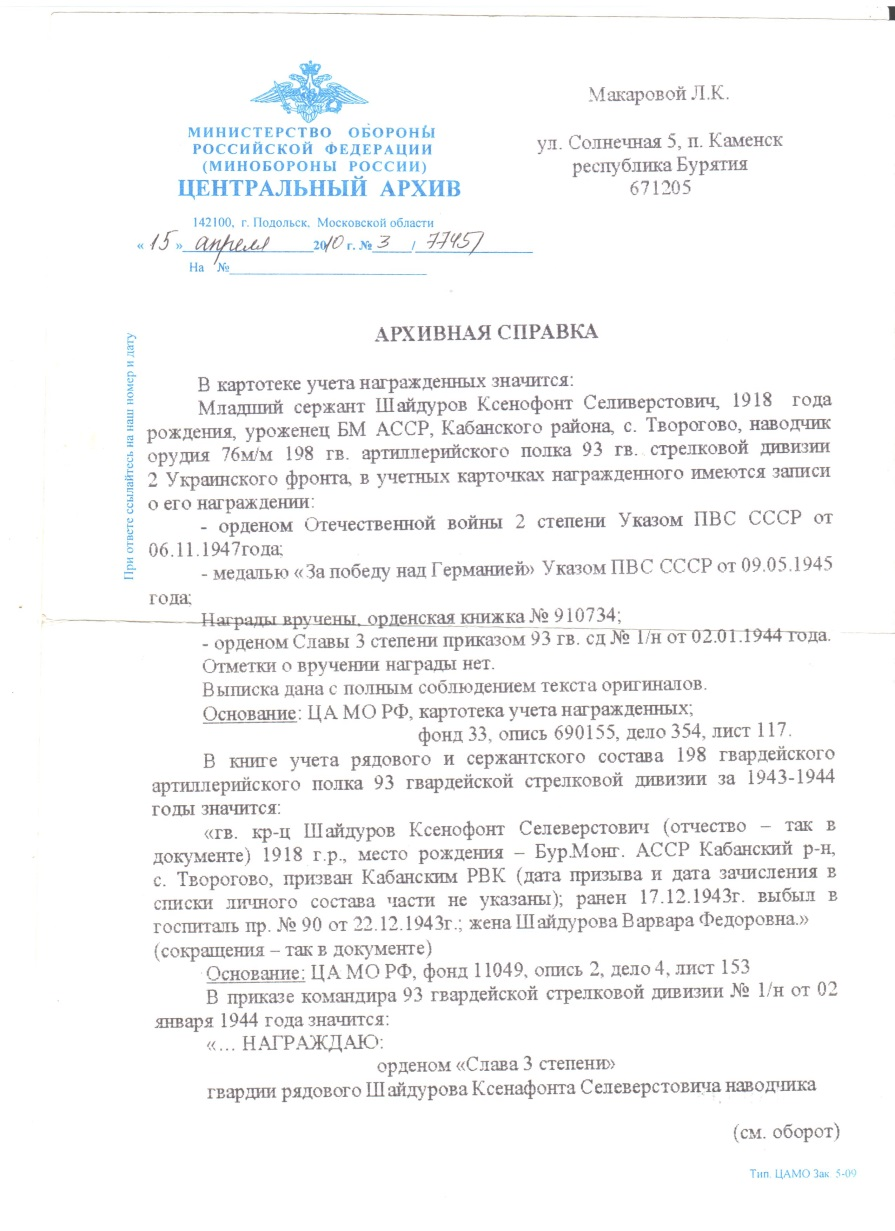 МИНИСТЕРСТВО ОБОРОНЫ
РОССИЙСКОЙ ФЕДЕРАЦИИ
(МИНОБОРОНЫ РОССИИ)
ЦЕНТРАЛЬНЫЙ АРХИВ
142100, г. Подольск, Московской области
« 15 » апреля 2010 г. № 3 / 77457
На №
Макаровой Л.К.
ул. Солнечная 5, п. Каменск
республика Бурятия
671205
При ответе ссылайтесь на наш номер и дату
АРХИВНАЯ СПРАВКА
В картотеке учета награжденных значится:
Младший сержант Шайдуров Ксенофонт Селиверстович, 1918 года
рождения, уроженец БМ АССР, Кабанского района, с. Творогово, наводчик
орудия 76м/м 198 гв. артиллерийского полка 93 гв. стрелковой дивизии
2 Украинского фронта, в учетных карточках награжденного имеются записи
о его награждении:
- орденом Отечественной войны 2 степени Указом ПВС СССР от
06.11.1947года;
- медалью «За победу над Германией» Указом ПВС СССР от 09.05.1945
года;
Награды вручены, орденская книжка № 910734;
- орденом Славы 3 степени приказом 93 гв. сд № 1/н от 02.01.1944 года.
Отметки о вручении награды нет.
Выписка дана с полным соблюдением текста оригиналов.
Основание: ЦА МО РФ, картотека учета награжденных;
фонд 33, опись 690155, дело 354, лист 117.
В книге учета рядового и сержантского состава 198 гвардейского
артиллерийского полка 93 гвардейской стрелковой дивизии за 1943-1944
годы значится:
«гв. кр-ц Шайдуров Ксенофонт Селеверстович (отчество – так в
документе) 1918 г.р., место рождения – Бур.Монг. АССР Кабанский р-н,
с. Творогово, призван Кабанским РВК (дата призыва и дата зачисления в
списки личного состава части не указаны); ранен 17.12.1943г. выбыл в
госпиталь пр. № 90 от 22.12.1943г.; жена Шайдурова Варвара Федоровна.»
(сокращения – так в документе)
Основание: ЦА МО РФ, фонд 11049, опись 2, дело 4, лист 153
В приказе командира 93 гвардейской стрелковой дивизии № 1/н от 02
января 1944 года значится:
«… НАГРАЖДАЮ:
орденом «Слава 3 степени»
гвардии рядового Шайдурова Ксенафонта Селеверстовича наводчика
(см. оборот)
Тип. ЦАМО Зак 5-09